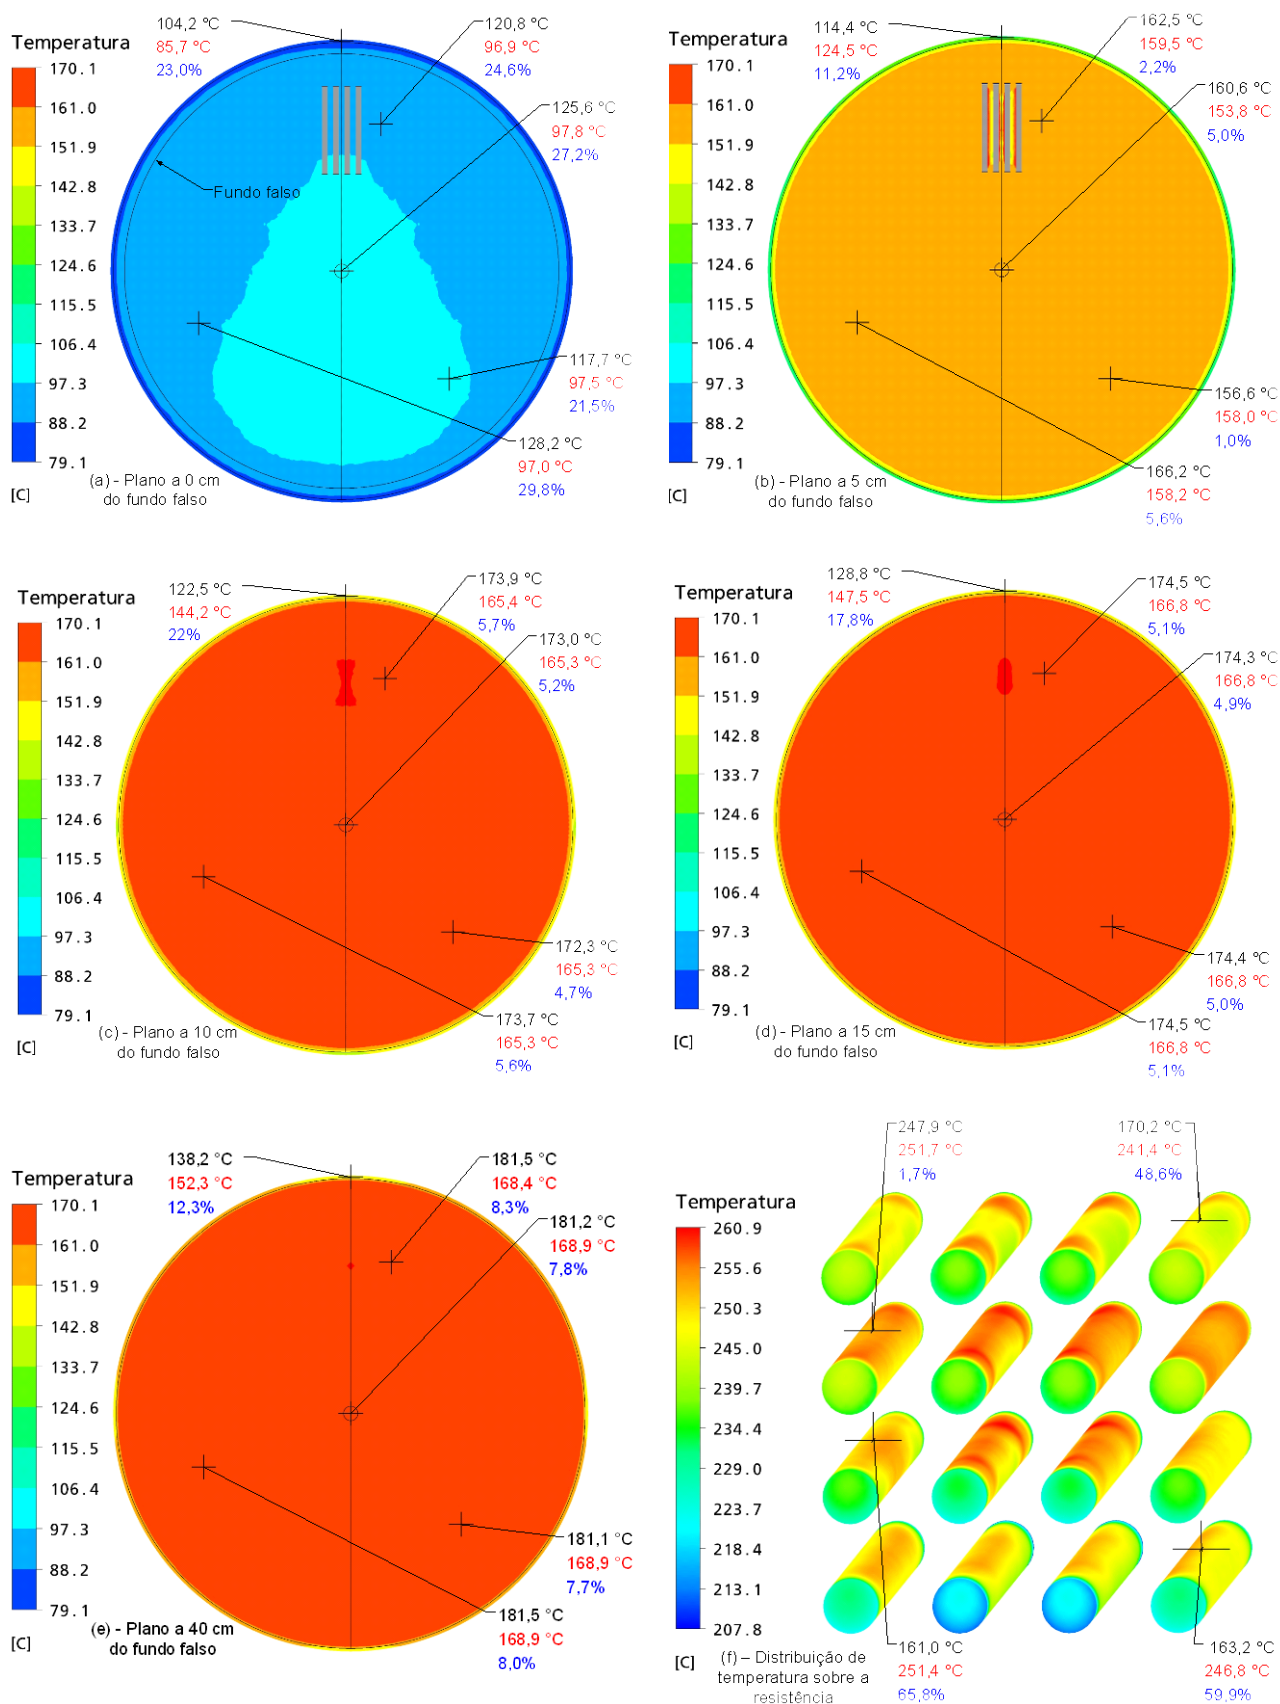 Temperatura
170.1
161.0
151.9
142.8
133.7
124.6
115.5
106.4
97.3
88.2
79.1
[C]
104,2 °C
85,7 °C
23,0%
120,8 °C
96,9 °C
24,6%
125,6 °C
97,8 °C
27,2%
Fundo falso
117,7 °C
97,5 °C
21,5%
128,2 °C
97,0 °C
29,8%
(a) - Plano a 0 cm
do fundo falso
Temperatura
170.1
161.0
151.9
142.8
133.7
124.6
115.5
106.4
97.3
88.2
79.1
[C]
114,4 °C
124,5 °C
11,2%
162,5 °C
159,5 °C
2,2%
160,6 °C
153,8 °C
5,0%
156,6 °C
158,0 °C
1,0%
166,2 °C
158,2 °C
5,6%
(b) - Plano a 5 cm
do fundo falso
Temperatura
170.1
161.0
151.9
142.8
133.7
124.6
115.5
106.4
97.3
88.2
79.1
[C]
122,5 °C
144,2 °C
22%
173,9 °C
165,4 °C
5,7%
173,0 °C
165,3 °C
5,2%
172,3 °C
165,3 °C
4,7%
173,7 °C
165,3 °C
5,6%
(c) - Plano a 10 cm
do fundo falso
Temperatura
170.1
161.0
151.9
142.8
133.7
124.6
115.5
106.4
97.3
88.2
79.1
[C]
128,8 °C
147,5 °C
17,8%
174,5 °C
166,8 °C
5,1%
174,3 °C
166,8 °C
4,9%
174,4 °C
166,8 °C
5,0%
174,5 °C
166,8 °C
5,1%
(d) - Plano a 15 cm
do fundo falso
Temperatura
170.1
161.0
151.9
142.8
133.7
124.6
115.5
106.4
97.3
88.2
79.1
[C]
138,2 °C
152,3 °C
12,3%
181,5 °C
168,4 °C
8,3%
181,2 °C
168,9 °C
7,8%
181,1 °C
168,9 °C
7,7%
181,5 °C
168,9 °C
8,0%
(e) - Plano a 40 cm
do fundo falso
Temperatura
260.9
255.6
250.3
245.0
239.7
234.4
229.0
223.7
218.4
213.1
207.8
[C]
247,9 °C
251,7 °C
1,7%
170,2 °C
241,4 °C
48,6%
161,0 °C
251,4 °C
65,8%
163,2 °C
246,8 °C
59,9%
(f) – Distribuição de
temperatura sobre a
resistência